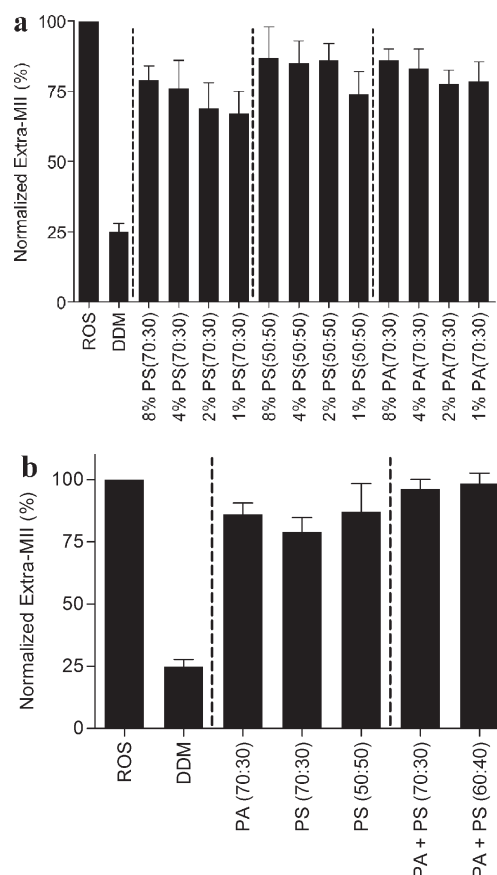 a
Normalized Extra-MII (%)
100
75
50
25
0
ROS
DDM
8% PS(70:30)
4% PS(70:30)
2% PS(70:30)
1% PS(70:30)
8% PS(50:50)
4% PS(50:50)
2% PS(50:50)
1% PS(50:50)
8% PA(70:30)
4% PA(70:30)
2% PA(70:30)
1% PA(70:30)
b
Normalized Extra-MII (%)
100
75
50
25
0
ROS
DDM
PA (70:30)
PS (70:30)
PS (50:50)
PA + PS (70:30)
PA + PS (60:40)